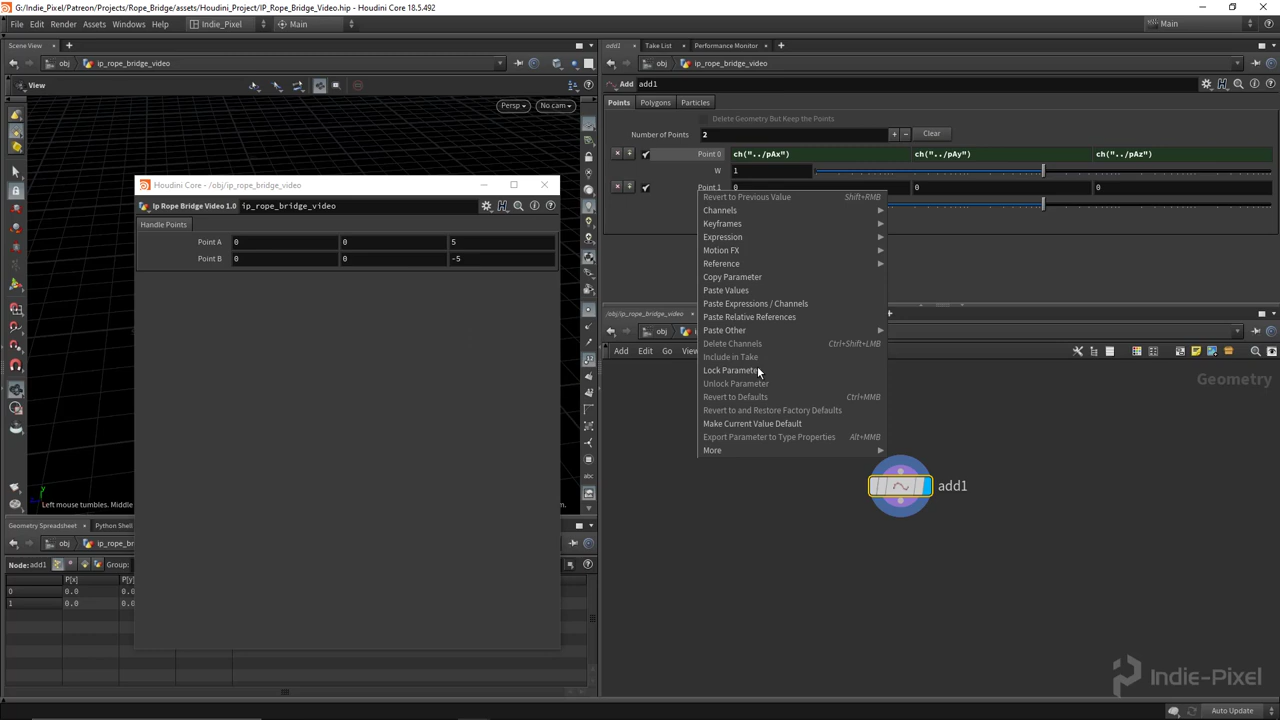 G:/Indie_Pixel/Patreon/Projects/Rope_Bridge/assets/Houdini_Project/IP_Rope_Bridge_Video.hip - Houdini Core 18.5.492
File Edit Render Assets Windows Help Indie_Pixel Main Main
Scene View
obj ip_rope_bridge_video
View
Persp No cam
add1 Take List Performance Monitor
obj ip_rope_bridge_video
Add add1
Points Polygons Particles
Delete Geometry But Keep the Points
Number of Points 2 Clear
Point 0 ch("../pAx") ch("../pAy") ch("../pAz")
W 1
Point 1 0 0 0
Houdini Core - /obj/ip_rope_bridge_video
Ip Rope Bridge Video 1.0 ip_rope_bridge_video
Handle Points
Point A 0 0 5
Point B 0 0 -5
Revert to Previous Value Shift+RMB
Channels
Keyframes
Expression
Motion FX
Reference
Copy Parameter
Paste Values
Paste Expressions / Channels
Paste Relative References
Paste Other
Delete Channels Ctrl+Shift+LMB
Include in Take
Lock Parameter
Unlock Parameter
Revert to Defaults Ctrl+MMB
Revert to and Restore Factory Defaults
Make Current Value Default
Export Parameter to Type Properties Alt+MMB
More
/obj/ip_rope_bridge_video
obj
Add Edit Go View
Geometry
add1
Left mouse tumbles. Middle
m.
abc
Geometry Spreadsheet Python Shell
obj ip_rope_br
Node: add1 Group:
P[x] P[y]
0 0.0 0.0
1 0.0 0.0
Indie-Pixel
Auto Update